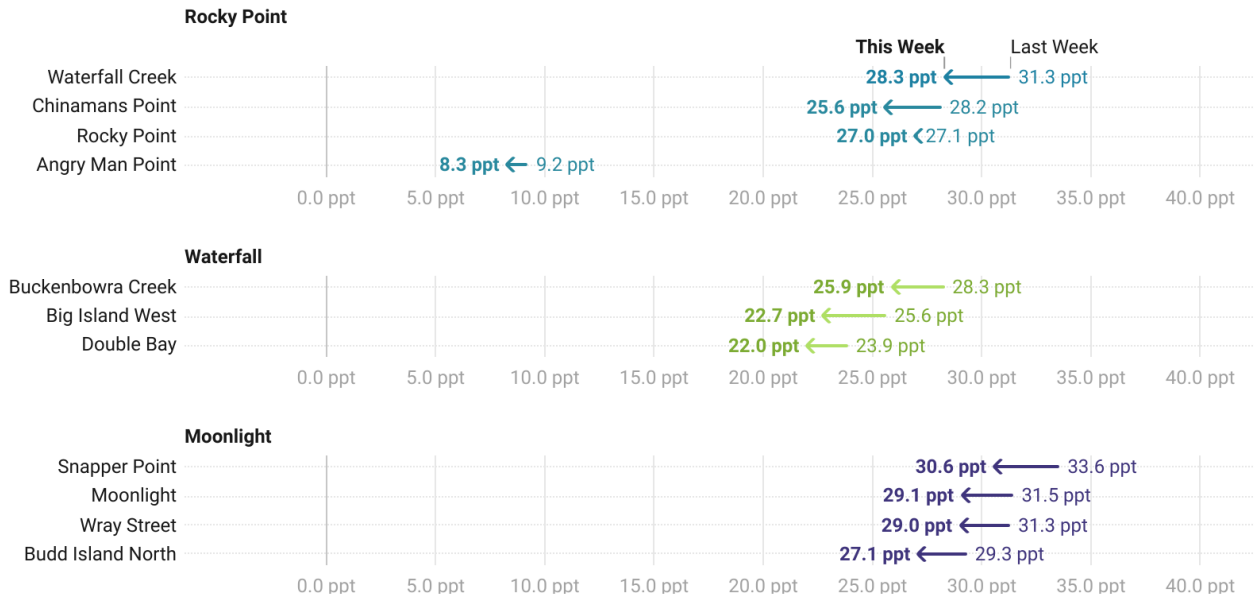 Rocky Point
This Week Last Week
Waterfall Creek 28.3 ppt 31.3 ppt
Chinamans Point 25.6 ppt 28.2 ppt
Rocky Point 27.0 ppt 27.1 ppt
Angry Man Point 8.3 ppt 9.2 ppt
0.0 ppt 5.0 ppt 10.0 ppt 15.0 ppt 20.0 ppt 25.0 ppt 30.0 ppt 35.0 ppt 40.0 ppt
Waterfall
Buckenbowra Creek 25.9 ppt 28.3 ppt
Big Island West 22.7 ppt 25.6 ppt
Double Bay 22.0 ppt 23.9 ppt
0.0 ppt 5.0 ppt 10.0 ppt 15.0 ppt 20.0 ppt 25.0 ppt 30.0 ppt 35.0 ppt 40.0 ppt
Moonlight
Snapper Point 30.6 ppt 33.6 ppt
Moonlight 29.1 ppt 31.5 ppt
Wray Street 29.0 ppt 31.3 ppt
Budd Island North 27.1 ppt 29.3 ppt
0.0 ppt 5.0 ppt 10.0 ppt 15.0 ppt 20.0 ppt 25.0 ppt 30.0 ppt 35.0 ppt 40.0 ppt